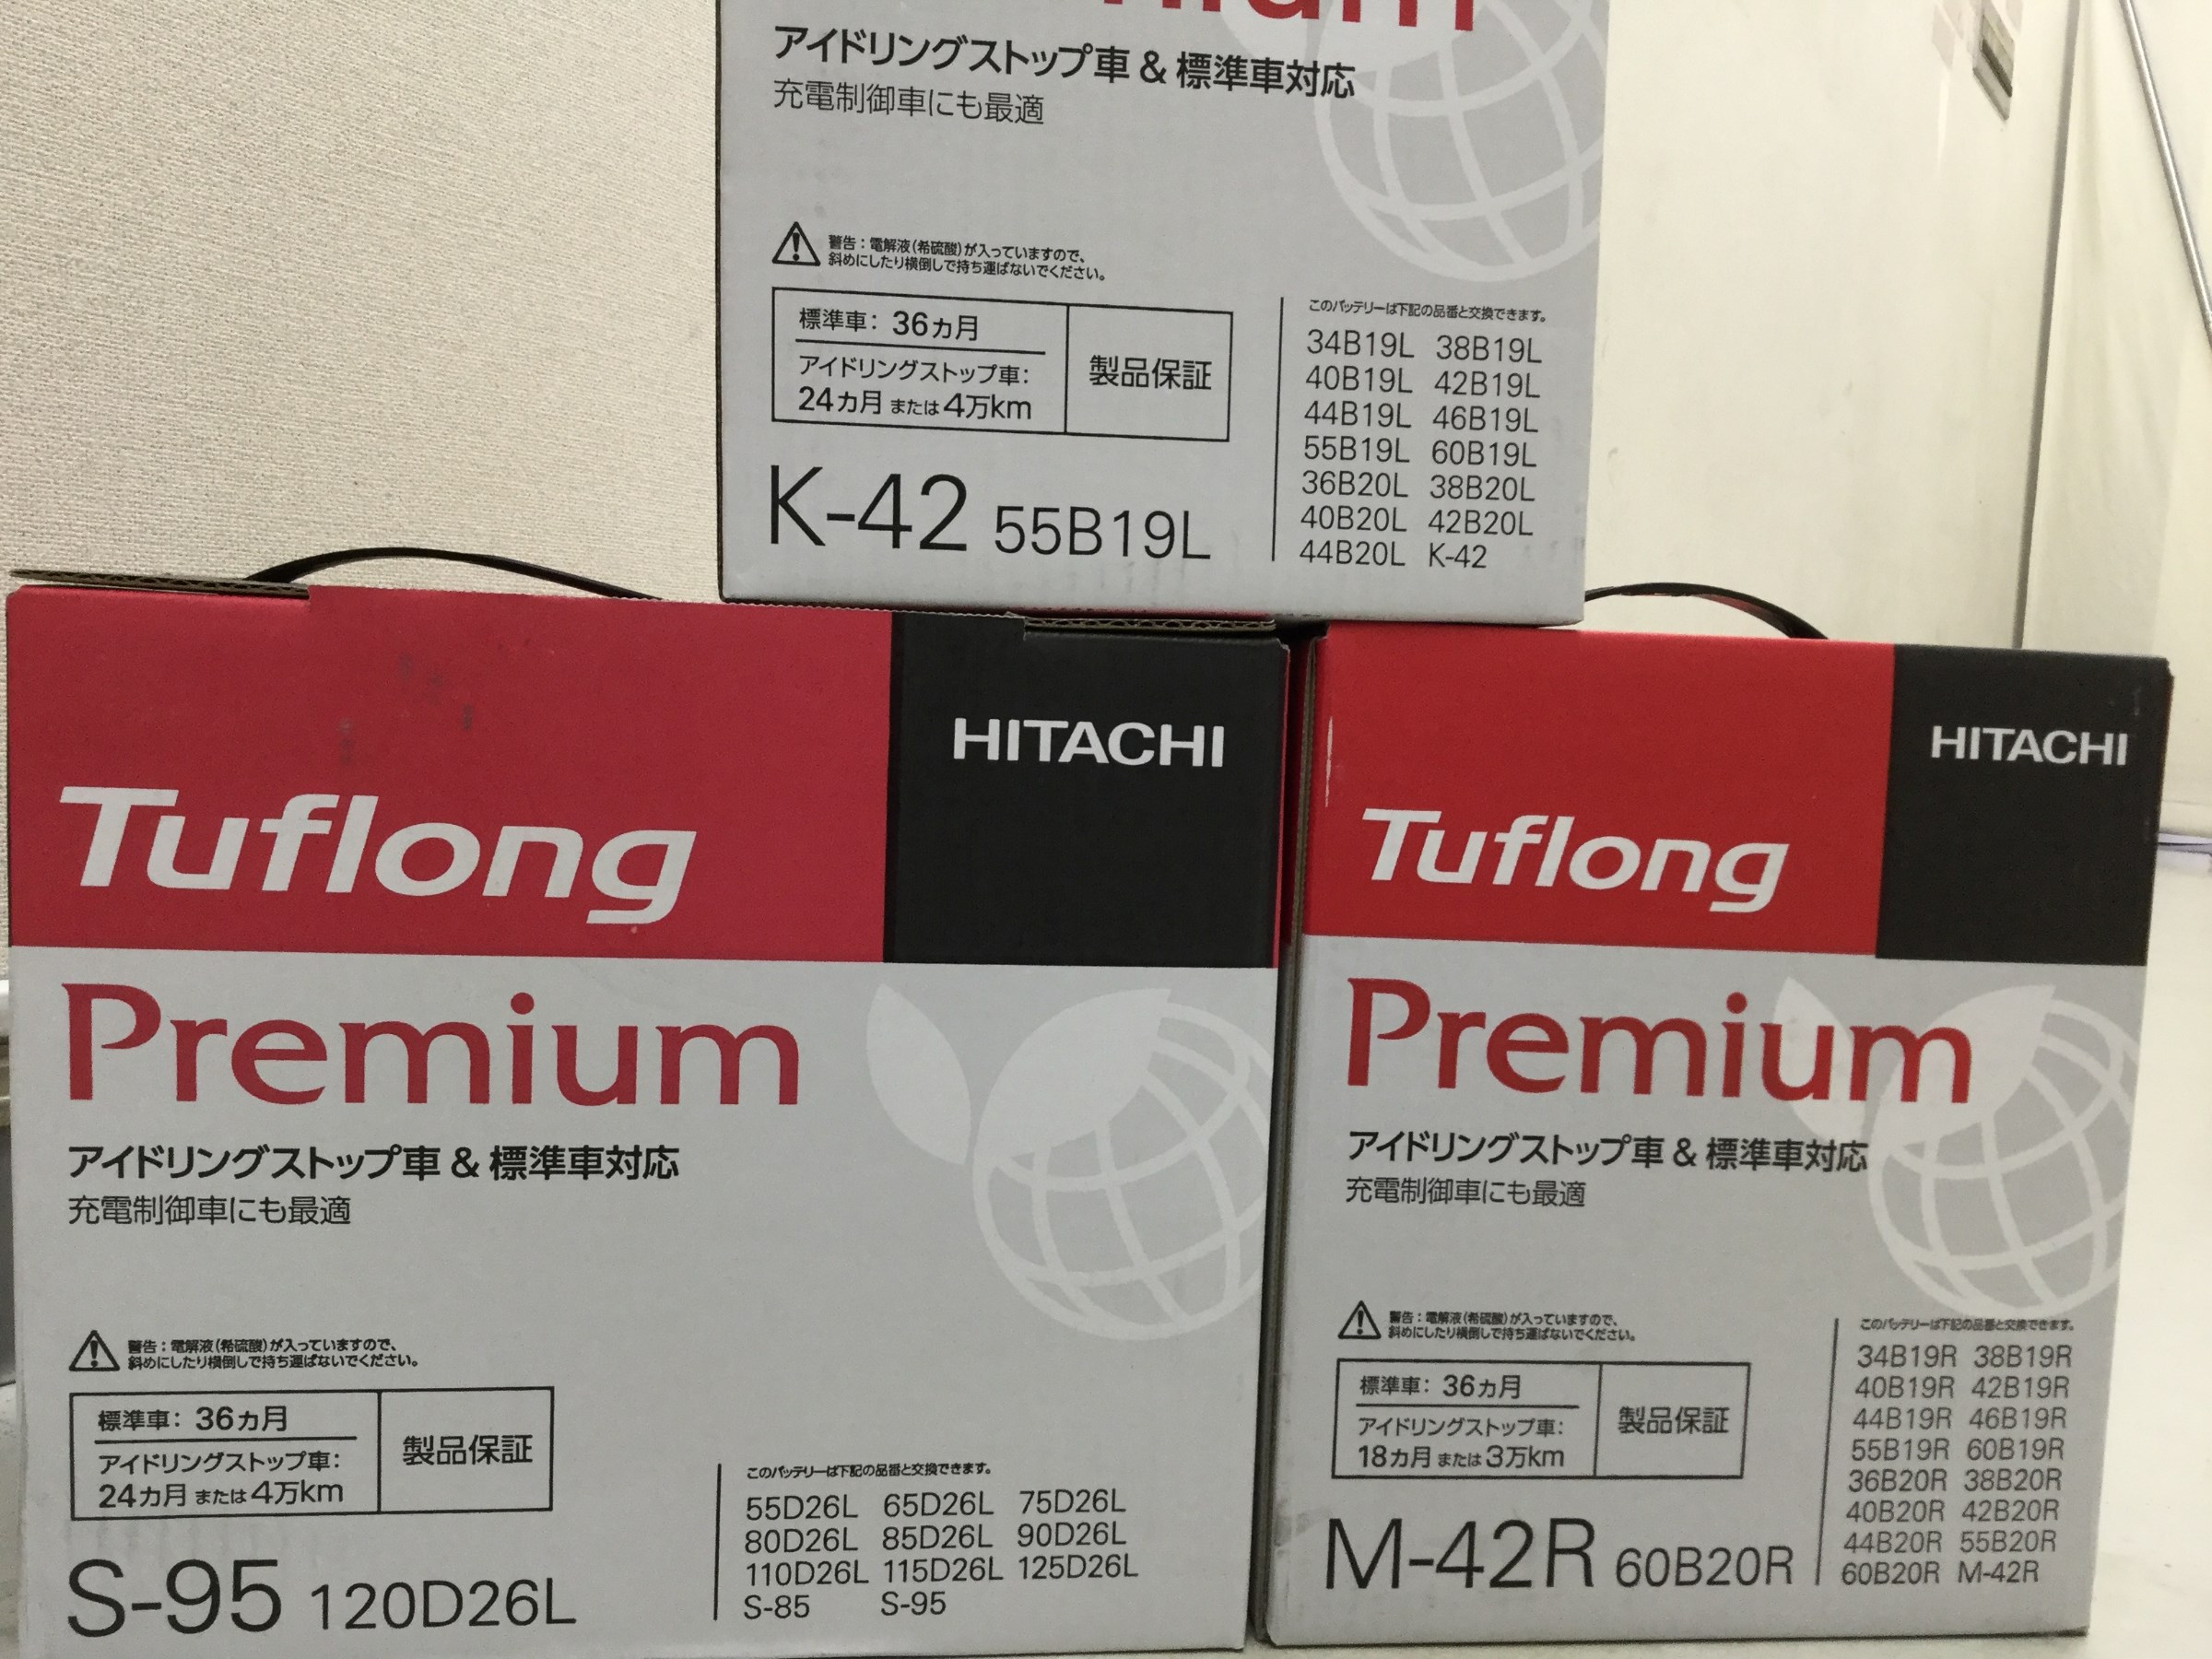 Premium
アイドリングストップ車 & 標準車対応
充電制御車にも最適
警告：電解液(希硫酸)が入っていますので、
斜めにしたり横倒しで持ち運ばないでください。
標準車：36ヵ月
アイドリングストップ車：
24カ月 または 4万km
製品保証
K-42 55B19L
このバッテリーは下記の品番と交換できます。
34B19L 38B19L
40B19L 42B19L
44B19L 46B19L
55B19L 60B19L
36B20L 38B20L
40B20L 42B20L
44B20L K-42
HITACHI
Tuflong
Premium
アイドリングストップ車 & 標準車対応
充電制御車にも最適
警告：電解液(希硫酸)が入っていますので、
斜めにしたり横倒しで持ち運ばないでください。
標準車：36ヵ月
アイドリングストップ車：
24カ月 または 4万km
製品保証
S-95 120D26L
このバッテリーは下記の品番と交換できます。
55D26L 65D26L 75D26L
80D26L 85D26L 90D26L
110D26L 115D26L 125D26L
S-85 S-95
HITACHI
Tuflong
Premium
アイドリングストップ車 & 標準車対応
充電制御車にも最適
警告：電解液(希硫酸)が入っていますので、
斜めにしたり横倒しで持ち運ばないでください。
標準車：36ヵ月
アイドリングストップ車：
18カ月 または 3万km
製品保証
M-42R 60B20R
このバッテリーは下記の品番と交換できます。
34B19R 38B19R
40B19R 42B19R
44B19R 46B19R
55B19R 60B19R
36B20R 38B20R
40B20R 42B20R
44B20R 55B20R
60B20R M-42R